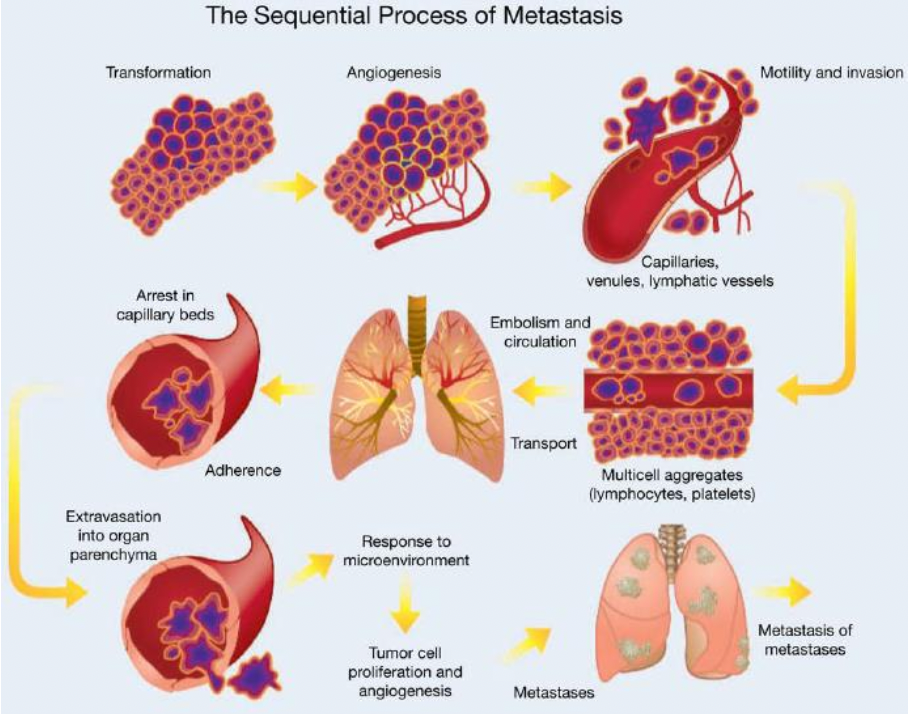 The Sequential Process of Metastasis
Transformation
Angiogenesis
Motility and invasion
Capillaries,
venules, lymphatic vessels
Arrest in
capillary beds
Embolism and
circulation
Transport
Adherence
Multicell aggregates
(lymphocytes, platelets)
Extravasation
into organ
parenchyma
Response to
microenvironment
Tumor cell
proliferation and
angiogenesis
Metastases
Metastasis of
metastases